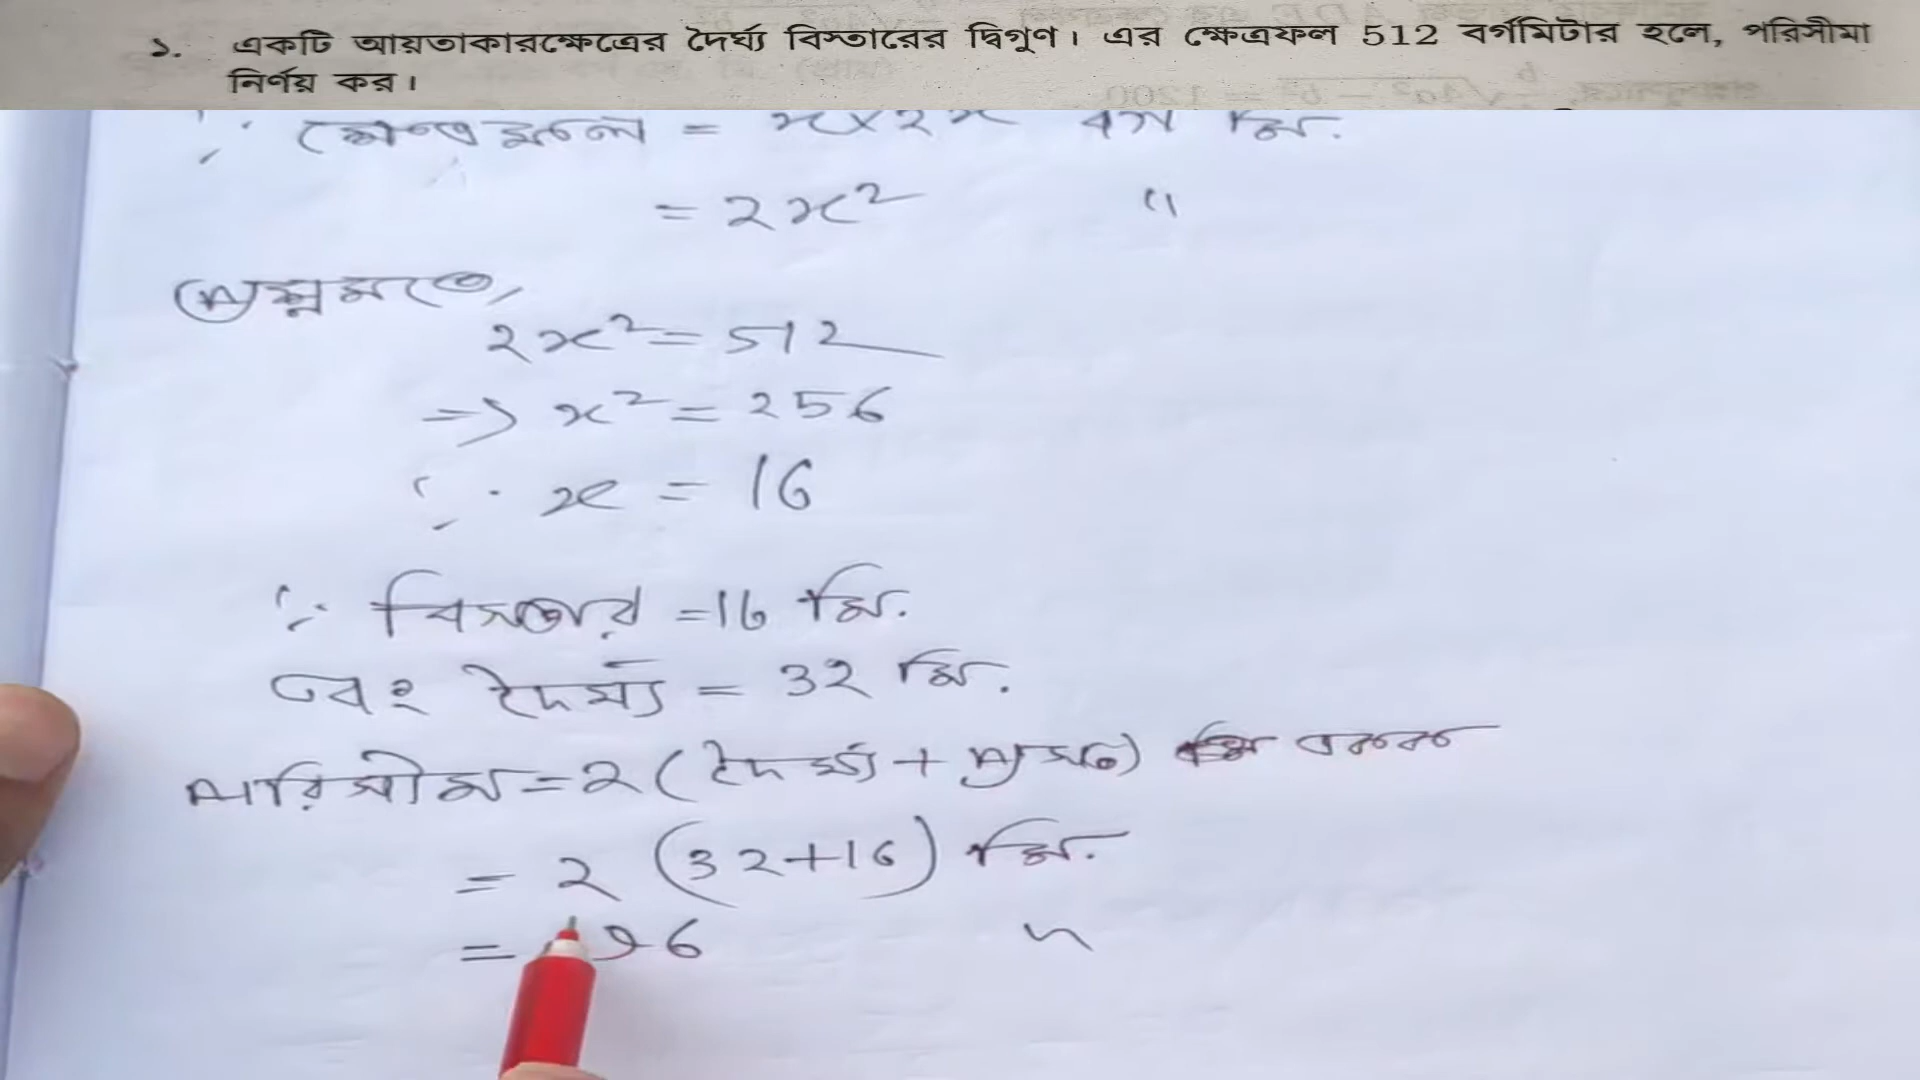 ১. একটি আয়তাকারক্ষেত্রের দৈর্ঘ্য বিস্তারের দ্বিগুণ। এর ক্ষেত্রফল 512 বর্গমিটার হলে, পরিসীমা
নির্ণয় কর।
∴ ক্ষেত্রফল = x×2x বর্গ মি.
= 2x² "
প্রশ্নমতে,
2x² = 512
⇒ x² = 256
∴ x = 16
∴ বিস্তার = 16 মি.
এবং দৈর্ঘ্য = 32 মি.
পরিসীমা = 2 (দৈর্ঘ্য + প্রস্থ) একক
= 2 (32+16) মি.
= 96 "